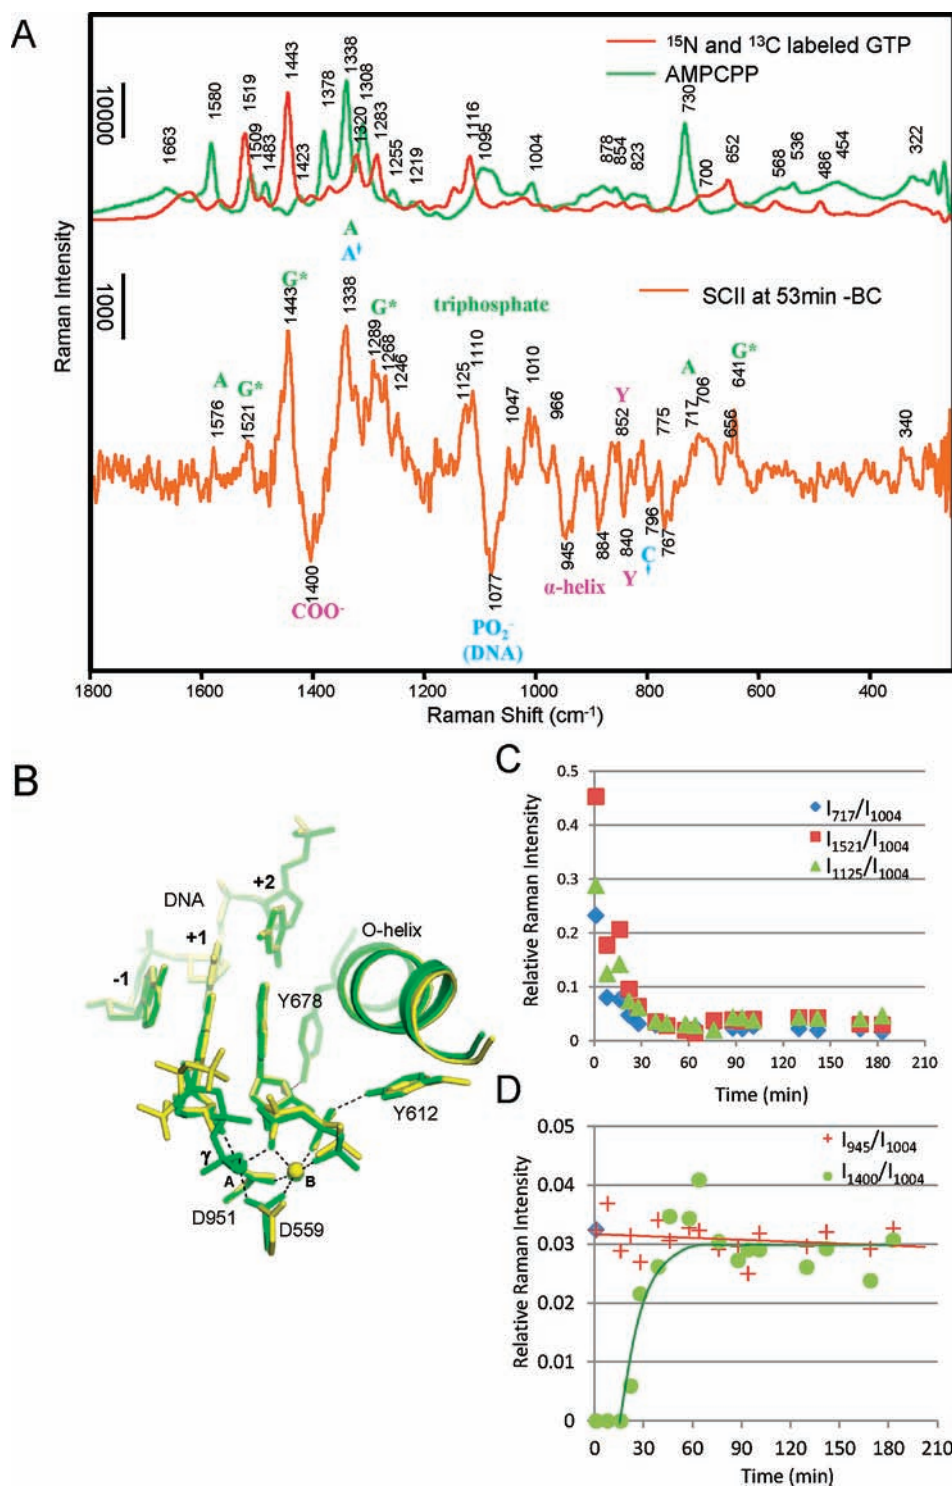 A
15N and 13C labeled GTP
AMPCPP
10000
1663
1580
1519
1509
1483
1443
1423
1378
1338
1320
1308
1283
1255
1219
1116
1095
1004
878
854
823
730
700
652
568
536
486
454
322
Raman Intensity
1000
SCII at 53min -BC
A
A‡
G*
G*
triphosphate
A
G*
Y
A
G*
1576
1521
1443
1338
1289
1268
1246
1125
1110
1047
1010
966
852
775
717
706
656
641
340
1400
1077
945
884
840
796
767
COO-
PO2-
(DNA)
α-helix
Y
C
1800
1600
1400
1200
1000
800
600
400
Raman Shift (cm-1)
B
+2
DNA
+1
-1
O-helix
Y678
Y612
γ
A
B
D951
D559
C
Relative Raman Intensity
0.5
0.4
0.3
0.2
0.1
0
I717/I1004
I1521/I1004
I1125/I1004
0 30 60 90 120 150 180 210
Time (min)
D
Relative Raman Intensity
0.05
0.04
0.03
0.02
0.01
0
I945/I1004
I1400/I1004
0 30 60 90 120 150 180 210
Time (min)